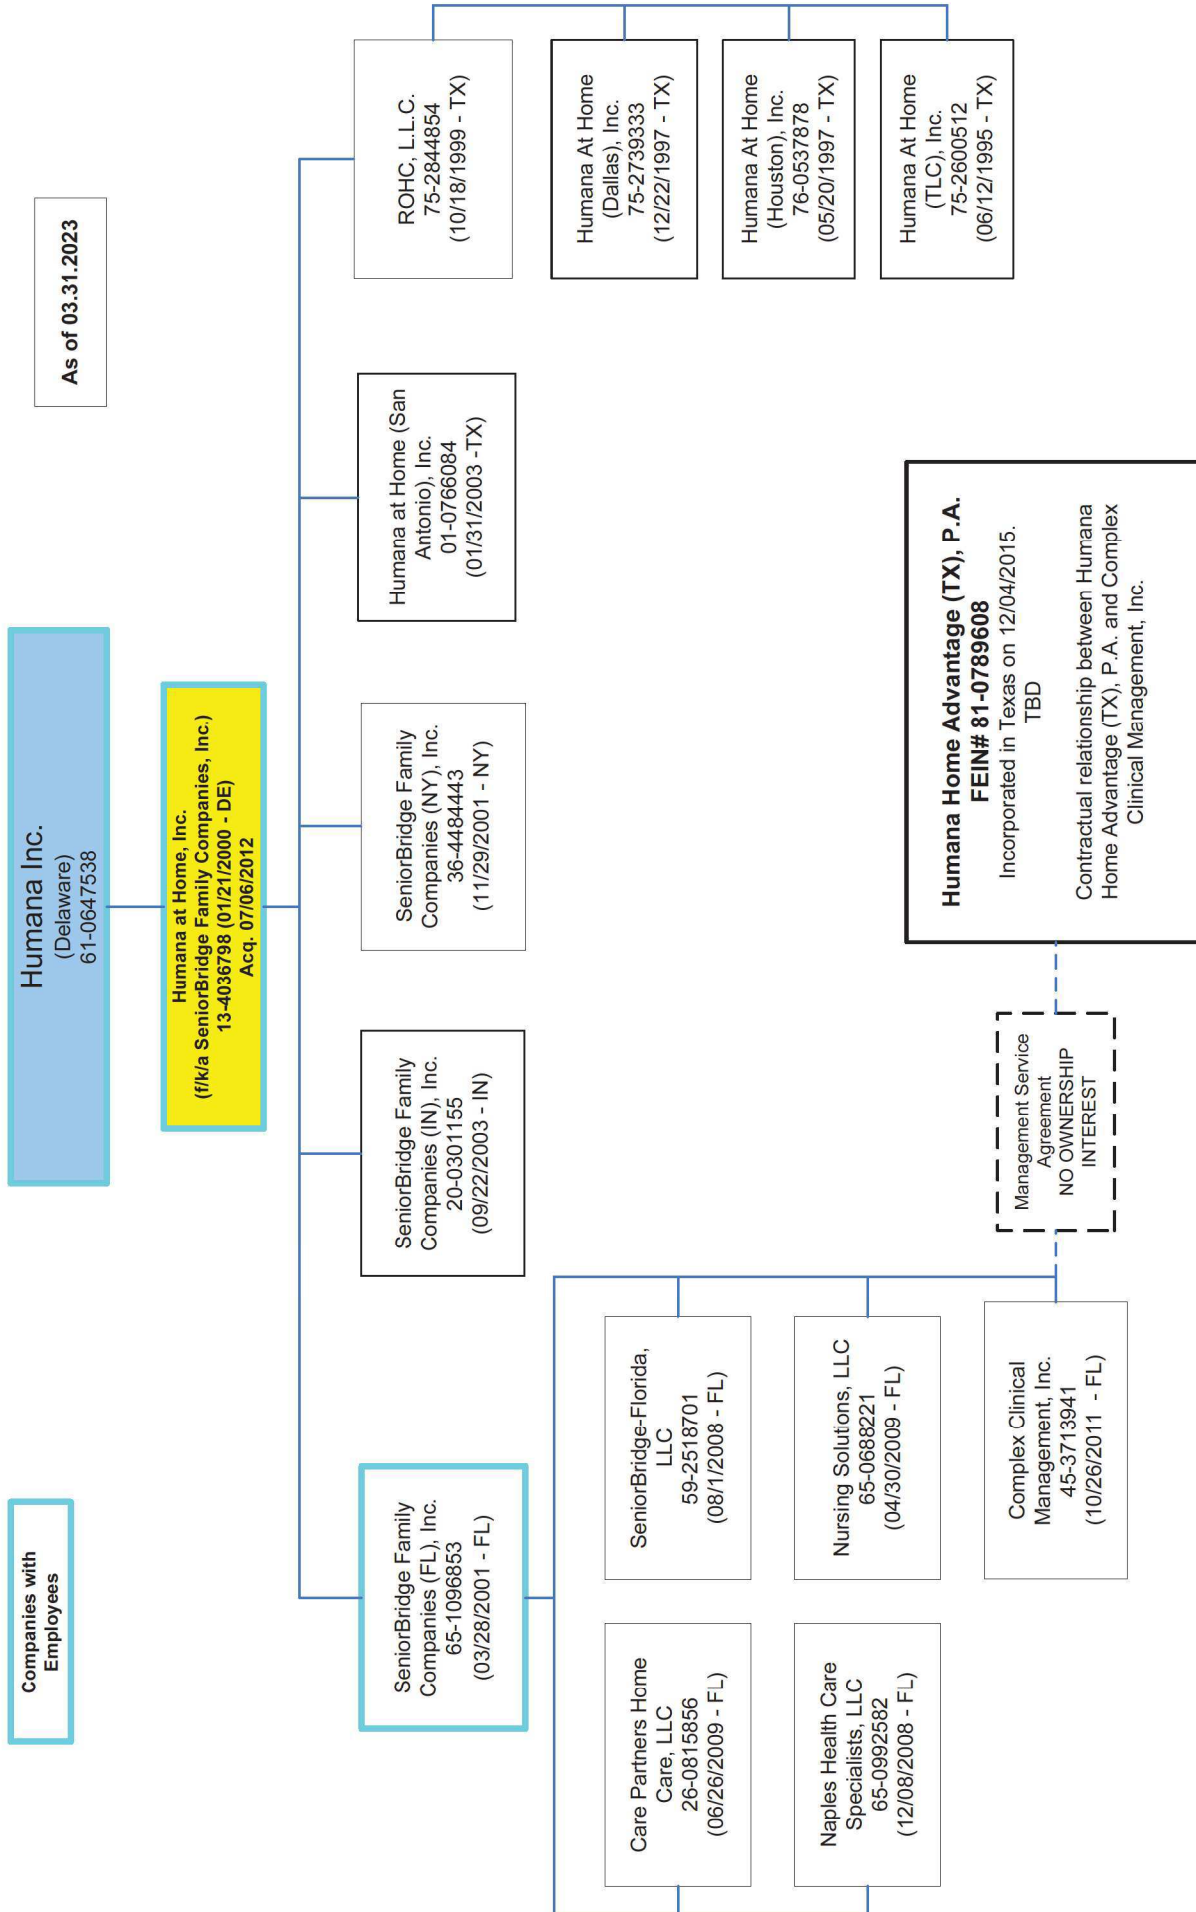 Companies with
Employees
Humana Inc.
(Delaware)
61-0647538
As of 03.31.2023
Humana at Home, Inc.
(f/k/a SeniorBridge Family Companies, Inc.)
13-4036798 (01/21/2000 - DE)
Acq. 07/06/2012
SeniorBridge Family
Companies (FL), Inc.
65-1096853
(03/28/2001 - FL)
SeniorBridge Family
Companies (IN), Inc.
20-0301155
(09/22/2003 - IN)
SeniorBridge Family
Companies (NY), Inc.
36-4484443
(11/29/2001 - NY)
Humana at Home (San
Antonio), Inc.
01-0766084
(01/31/2003 -TX)
ROHC, L.L.C.
75-2844854
(10/18/1999 - TX)
Care Partners Home
Care, LLC
26-0815856
(06/26/2009 - FL)
SeniorBridge-Florida,
LLC
59-2518701
(08/1/2008 - FL)
Humana At Home
(Dallas), Inc.
75-2739333
(12/22/1997 - TX)
Naples Health Care
Specialists, LLC
65-0992582
(12/08/2008 - FL)
Nursing Solutions, LLC
65-0688221
(04/30/2009 - FL)
Humana At Home
(Houston), Inc.
76-0537878
(05/20/1997 - TX)
Complex Clinical
Management, Inc.
45-3713941
(10/26/2011 - FL)
Management Service
Agreement
NO OWNERSHIP
INTEREST
Humana Home Advantage (TX), P.A.
FEIN# 81-0789608
Incorporated in Texas on 12/04/2015.
TBD
Contractual relationship between Humana
Home Advantage (TX), P.A. and Complex
Clinical Management, Inc.
Humana At Home
(TLC), Inc.
75-2600512
(06/12/1995 - TX)